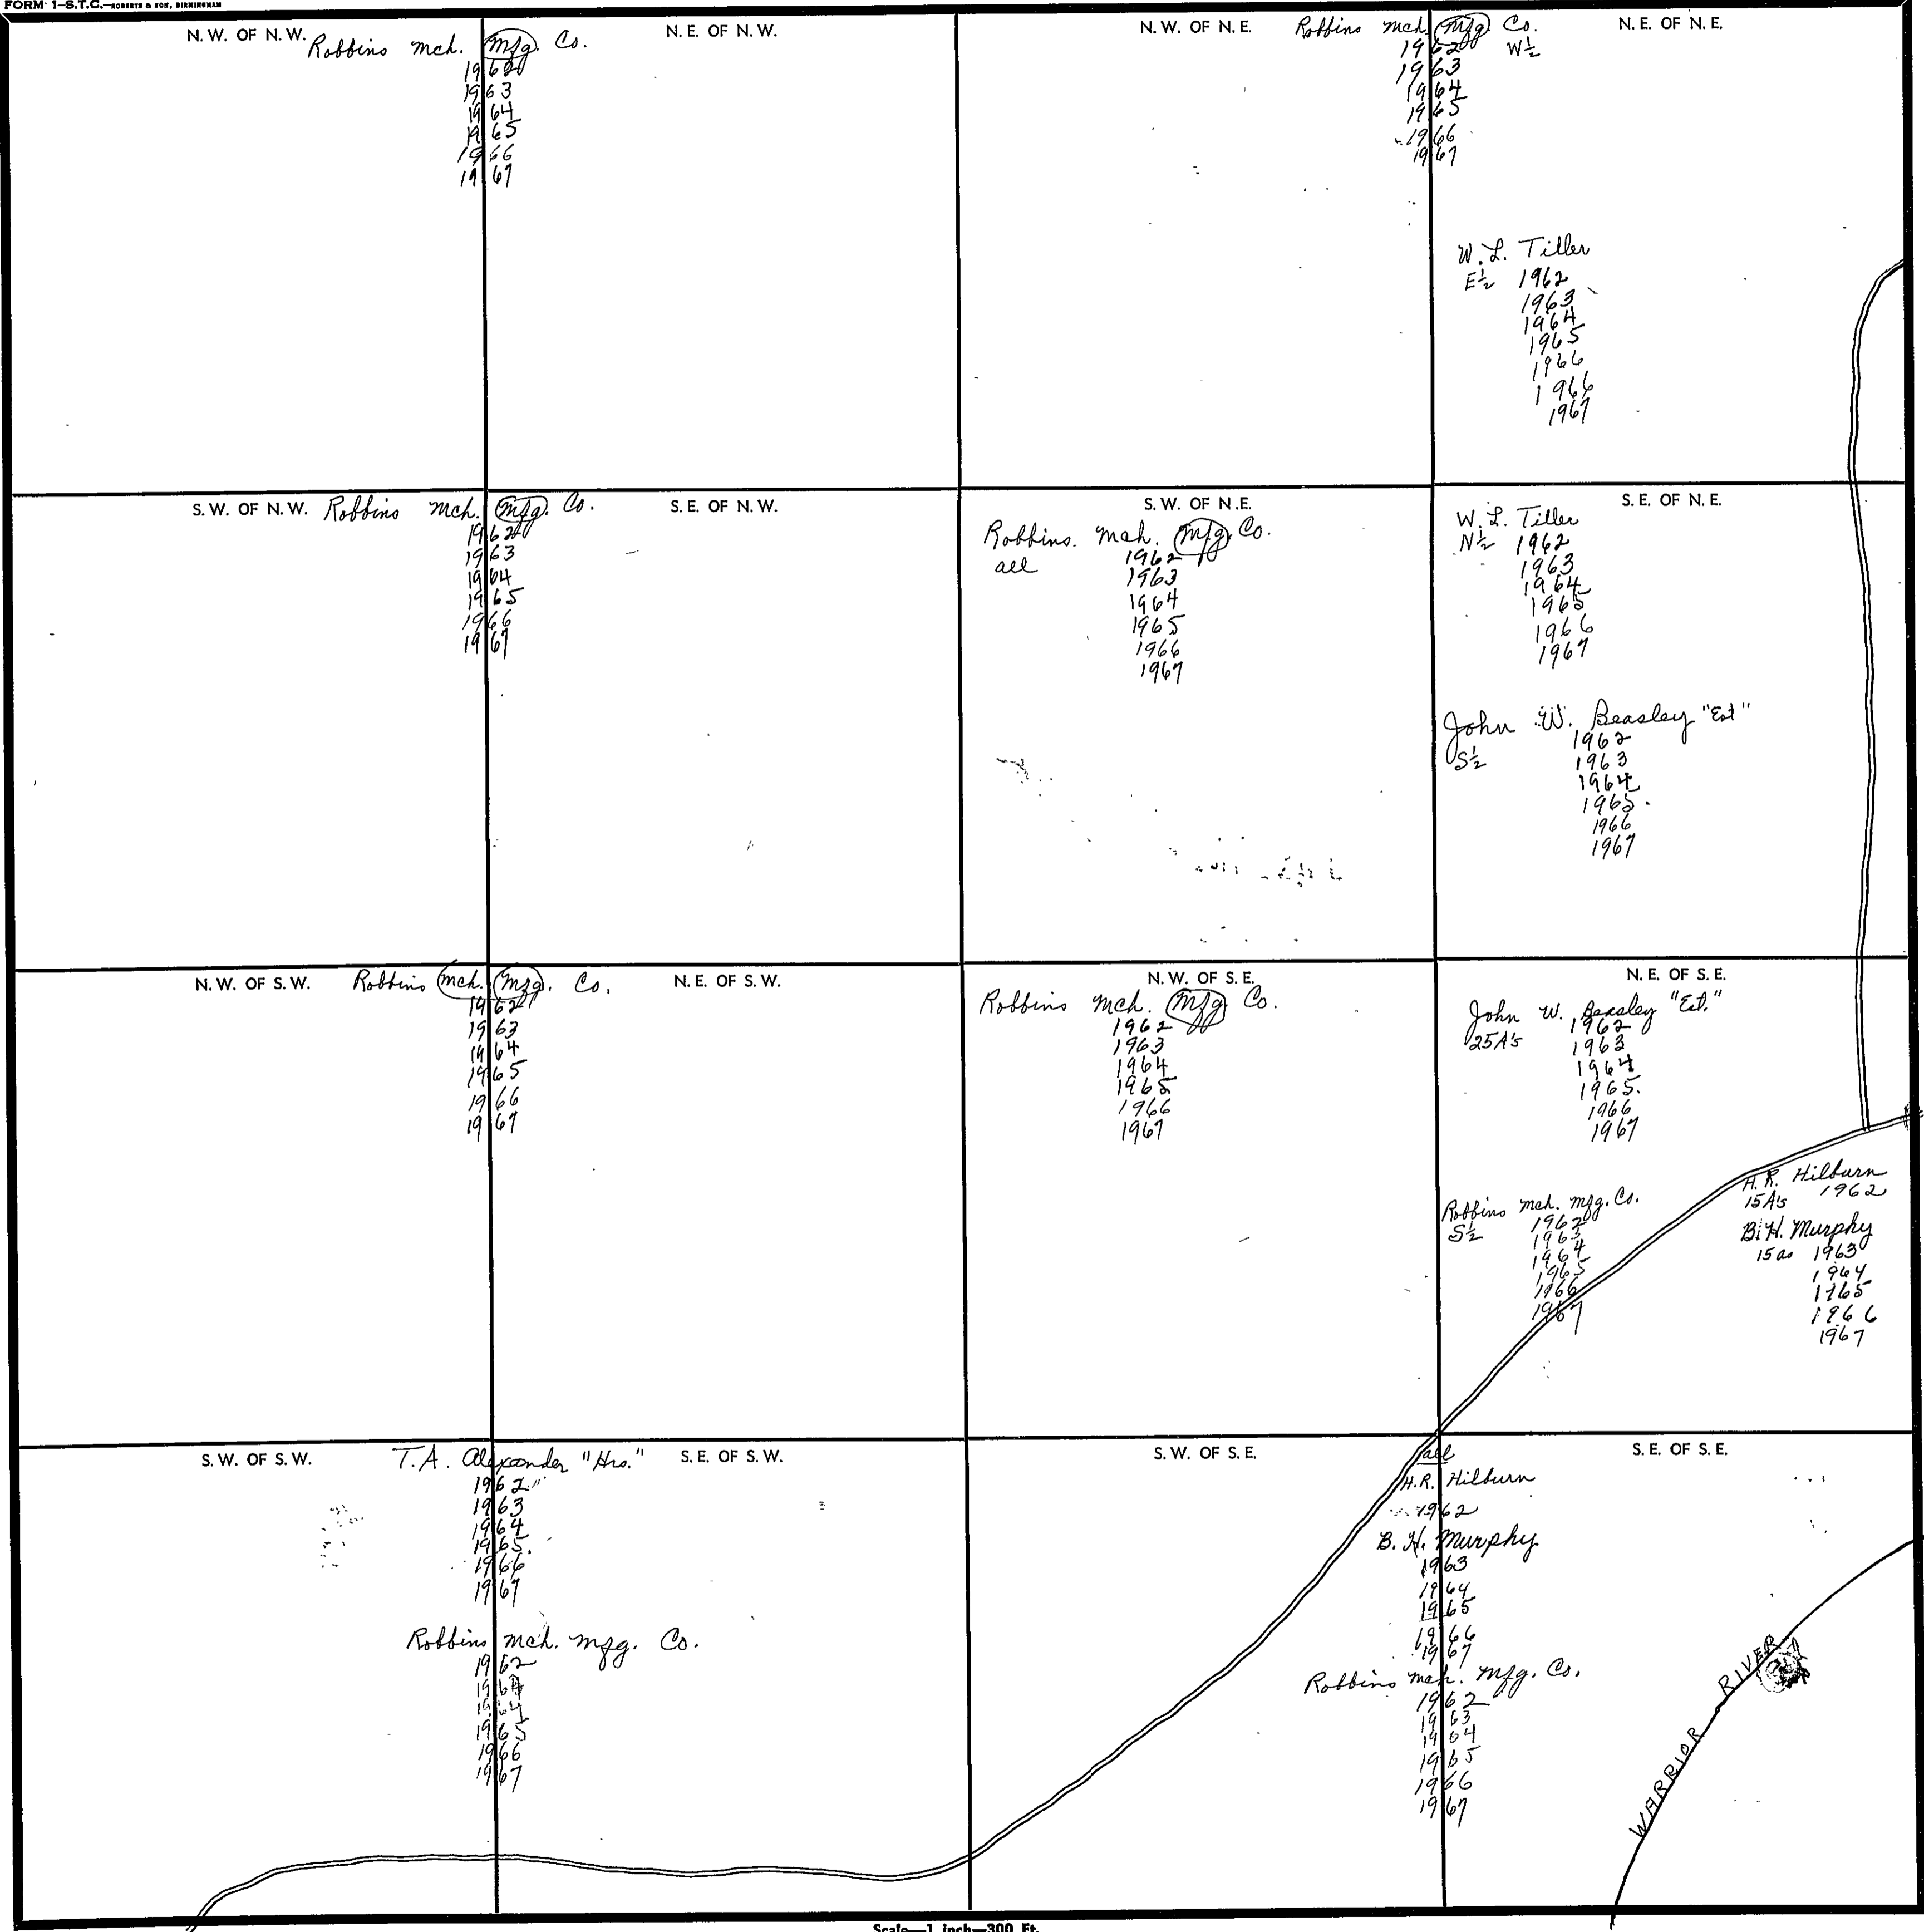 FORM 1—S.T.C.—ROBERTS & SON, BIRMINGHAM
N. W. OF N. W.
Robbins Mch. Mfg. Co.
1962
1963
1964
1965
1966
1967
N. E. OF N. W.
N. W. OF N. E.
Robbins Mch. Mfg. Co.
1962 W½
1963
1964
1965
1966
1967
N. E. OF N. E.
W. L. Tiller
E½ 1962
1963
1964
1965
1966
1966
1967
S. W. OF N. W.
Robbins Mch. Mfg. Co.
1962
1963
1964
1965
1966
1967
S. E. OF N. W.
S. W. OF N. E.
Robbins. Mch. Mfg. Co.
all 1962
1963
1964
1965
1966
1967
S. E. OF N. E.
W. L. Tiller
N½ 1962
1963
1964
1965
1966
1967
John W. Beasley "Est"
1962
S½ 1963
1964
1965
1966
1967
N. W. OF S. W.
Robbins Mch. Mfg. Co.
1962
1963
1964
1965
1966
1967
N. E. OF S. W.
N. W. OF S. E.
Robbins Mch. Mfg. Co.
1962
1963
1964
1965
1966
1967
N. E. OF S. E.
John W. Beasley "Est."
1962
25A's 1963
1964
1965
1966
1967
Robbins Mch. Mfg. Co.
S½ 1962
1963
1964
1965
1966
1967
H. R. Hilburn
15A's 1962
B. H. Murphy
15 as 1963
1964
1965
1966
1967
S. W. OF S. W.
T. A. Alexander "Hrs."
1962
1963
1964
1965
1966
1967
Robbins Mch. Mfg. Co.
1962
1964
1965
1966
1967
S. E. OF S. W.
S. W. OF S. E.
all
H. R. Hilburn
1962
B. H. Murphy
1963
1964
1965
1966
1967
Robbins Mch. Mfg. Co.
1962
1963
1964
1965
1966
1967
S. E. OF S. E.
WARRIOR RIVER
Scale—1 inch—300 Ft.